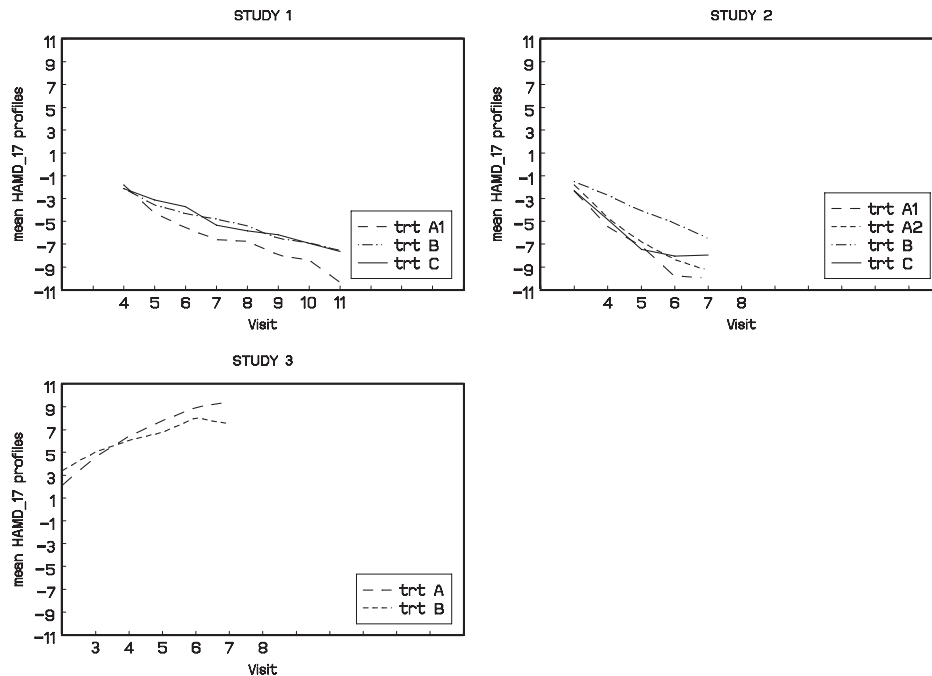 STUDY 1
mean HAMD_17 profiles
11
9
7
5
3
1
-1
-3
-5
-7
-9
-11
trt A1
trt B
trt C
4 5 6 7 8 9 10 11
Visit
STUDY 2
mean HAMD_17 profiles
11
9
7
5
3
1
-1
-3
-5
-7
-9
-11
trt A1
trt A2
trt B
trt C
4 5 6 7 8
Visit
STUDY 3
mean HAMD_17 profiles
11
9
7
5
3
1
-1
-3
-5
-7
-9
-11
trt A
trt B
3 4 5 6 7 8
Visit